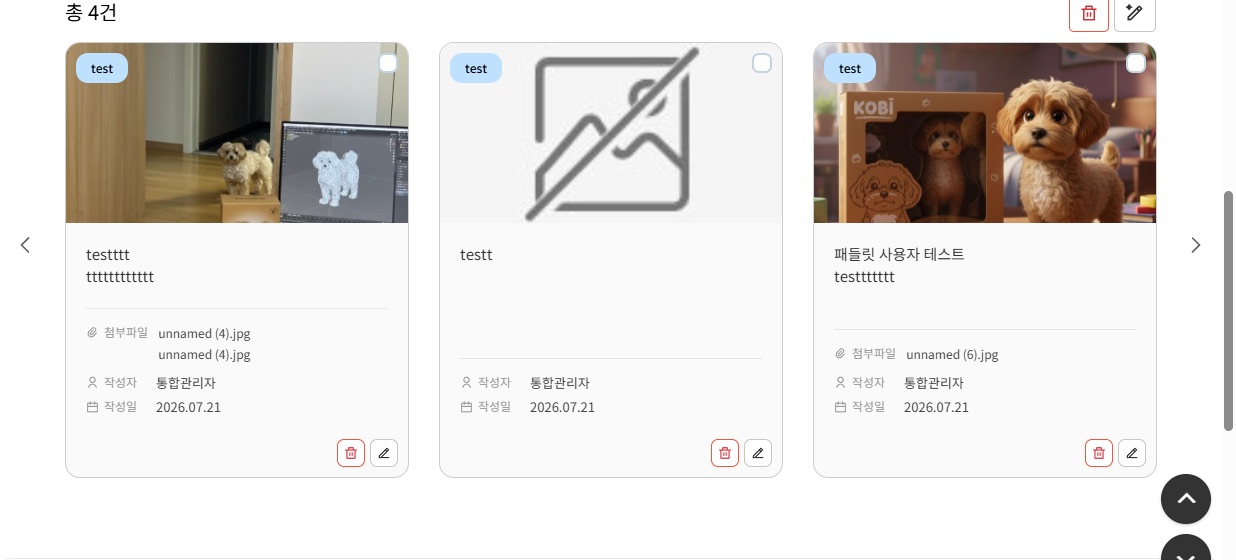 총 4건
test
test
test
KOBI
testttt
tttttttttttt
testt
패들릿 사용자 테스트
testtttttt
첨부파일 unnamed (4).jpg
unnamed (4).jpg
작성자 통합관리자
작성일 2026.07.21
작성자 통합관리자
작성일 2026.07.21
첨부파일 unnamed (6).jpg
작성자 통합관리자
작성일 2026.07.21